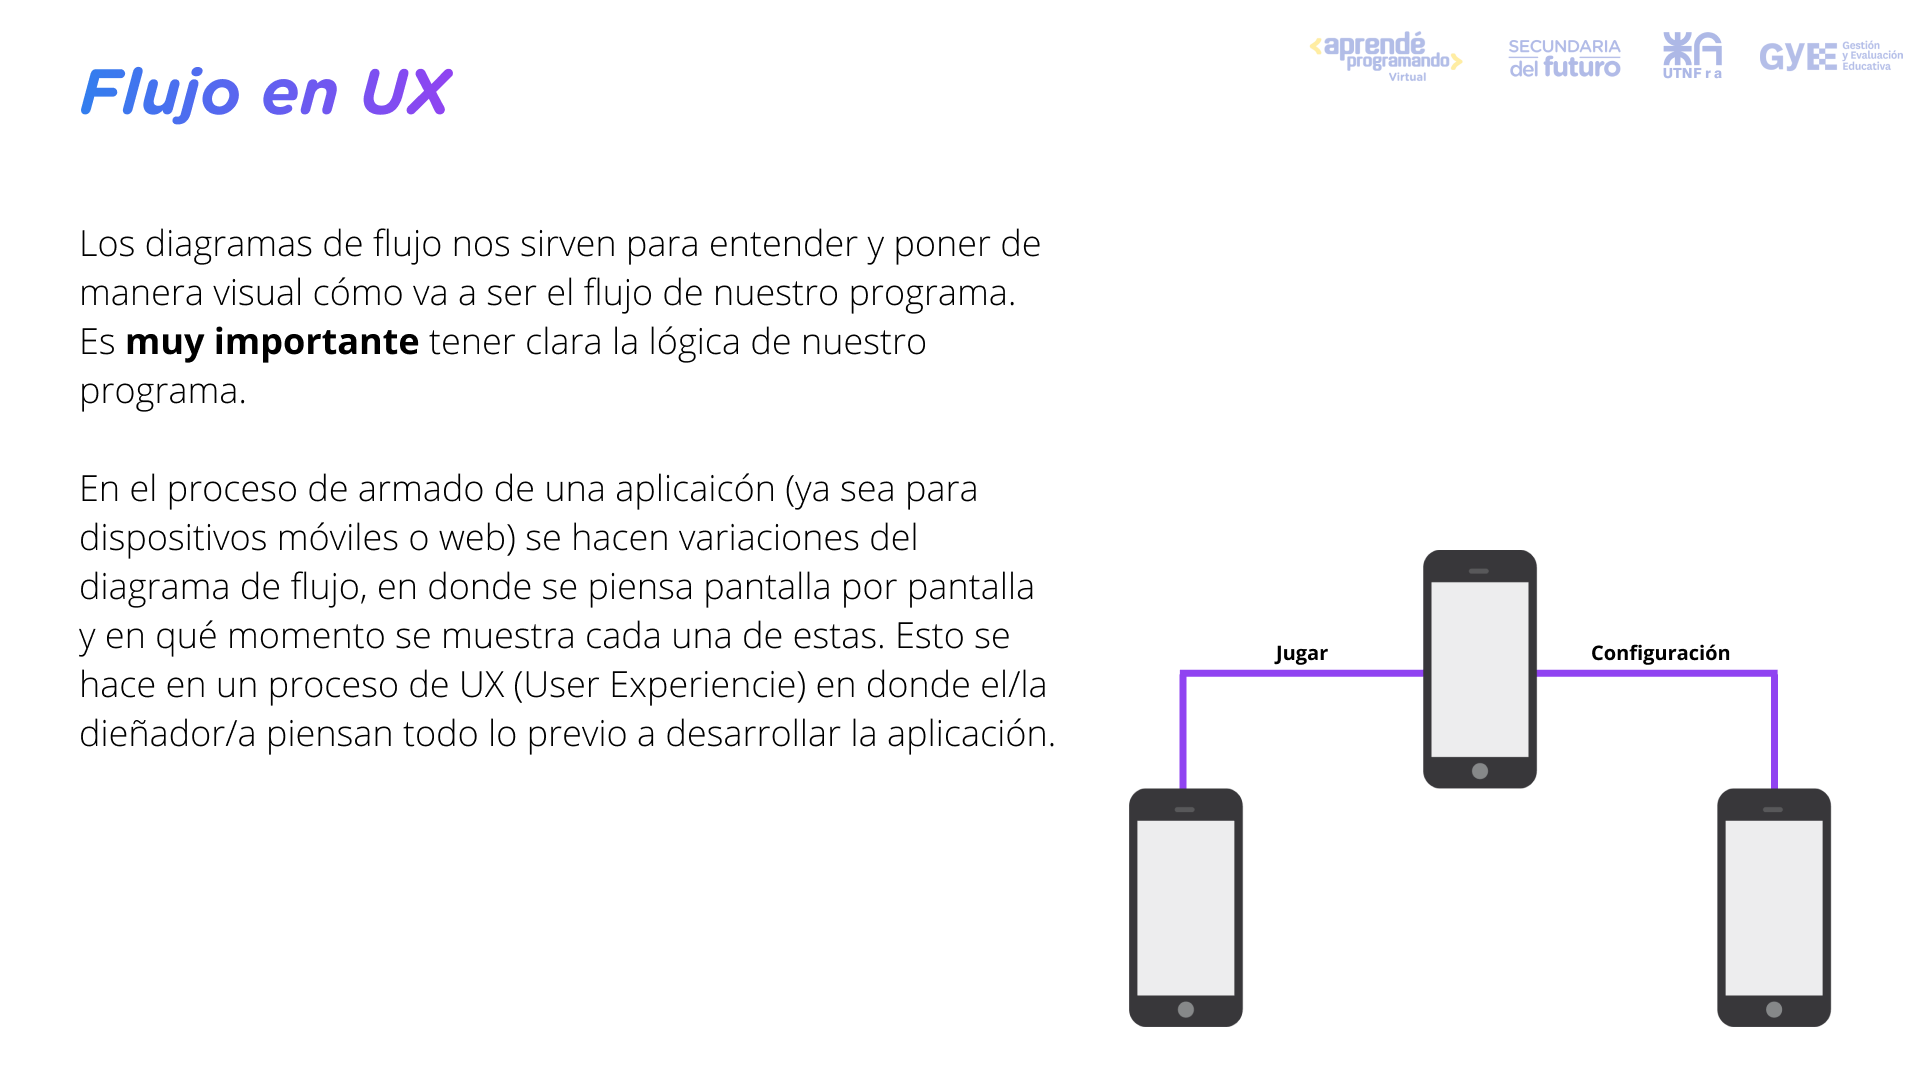 Flujo en UX
<aprendé
programando>
Virtual
SECUNDARIA
del futuro
UTNFra
GYEE
Gestión
y Evaluación
Educativa
Los diagramas de flujo nos sirven para entender y poner de
manera visual cómo va a ser el flujo de nuestro programa.
Es muy importante tener clara la lógica de nuestro
programa.
En el proceso de armado de una aplicaicón (ya sea para
dispositivos móviles o web) se hacen variaciones del
diagrama de flujo, en donde se piensa pantalla por pantalla
y en qué momento se muestra cada una de estas. Esto se
hace en un proceso de UX (User Experiencie) en donde el/la
dieñador/a piensan todo lo previo a desarrollar la aplicación.
Jugar
Configuración